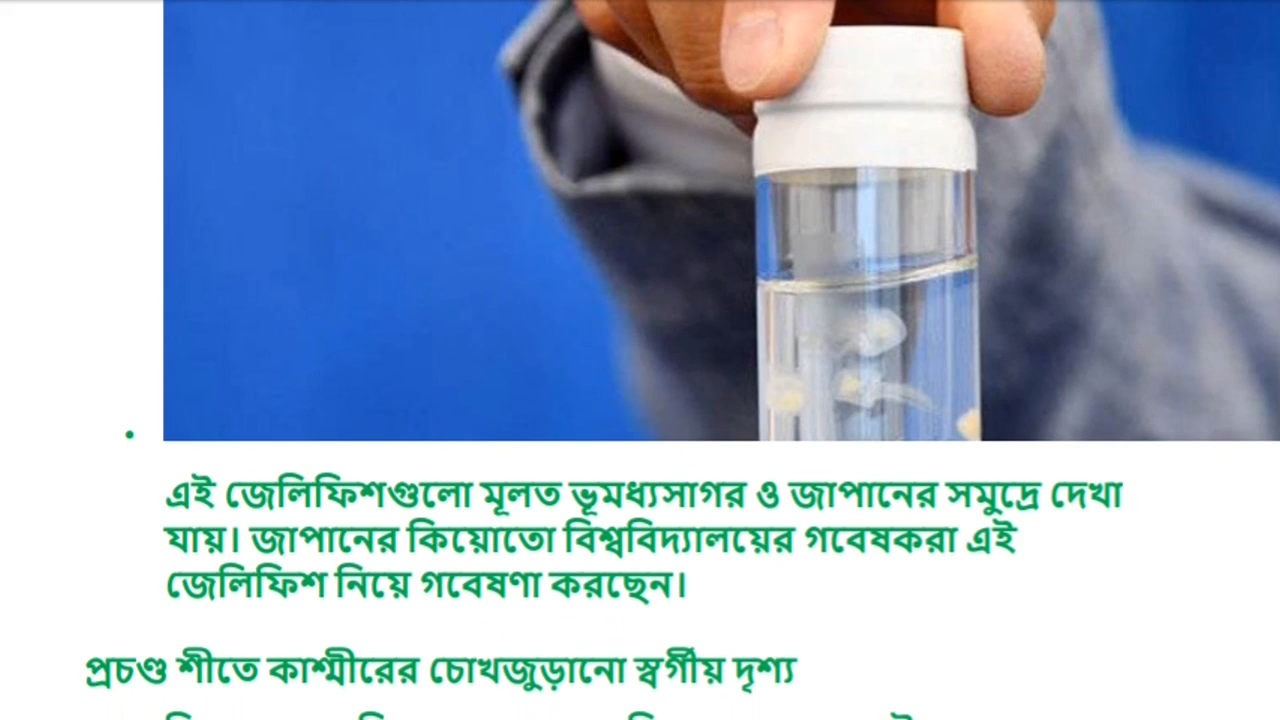 এই জেলিফিশগুলো মূলত ভূমধ্যসাগর ও জাপানের সমুদ্রে দেখা
যায়। জাপানের কিয়োতো বিশ্ববিদ্যালয়ের গবেষকরা এই
জেলিফিশ নিয়ে গবেষণা করছেন।
প্রচণ্ড শীতে কাশ্মীরের চোখজুড়ানো স্বর্গীয় দৃশ্য